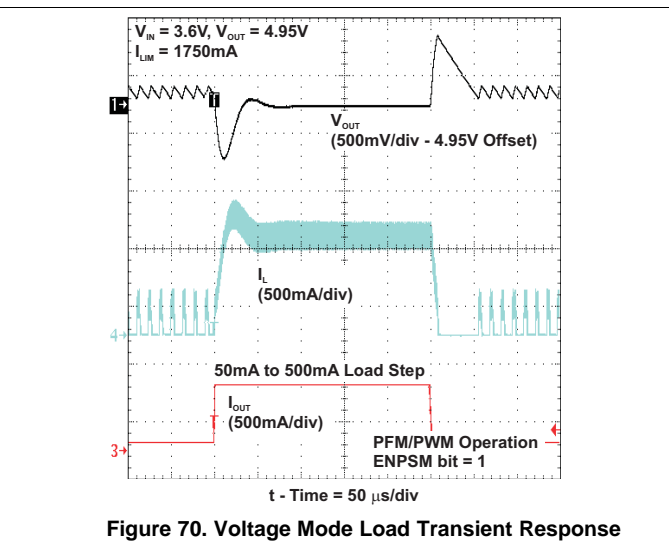 V_IN = 3.6V, V_OUT = 4.95V
I_LIM = 1750mA
1
T
V_OUT
(500mV/div - 4.95V Offset)
I_L
(500mA/div)
4
50mA to 500mA Load Step
I_OUT
(500mA/div)
T
3
PFM/PWM Operation
ENPSM bit = 1
t - Time = 50 μs/div
Figure 70. Voltage Mode Load Transient Response